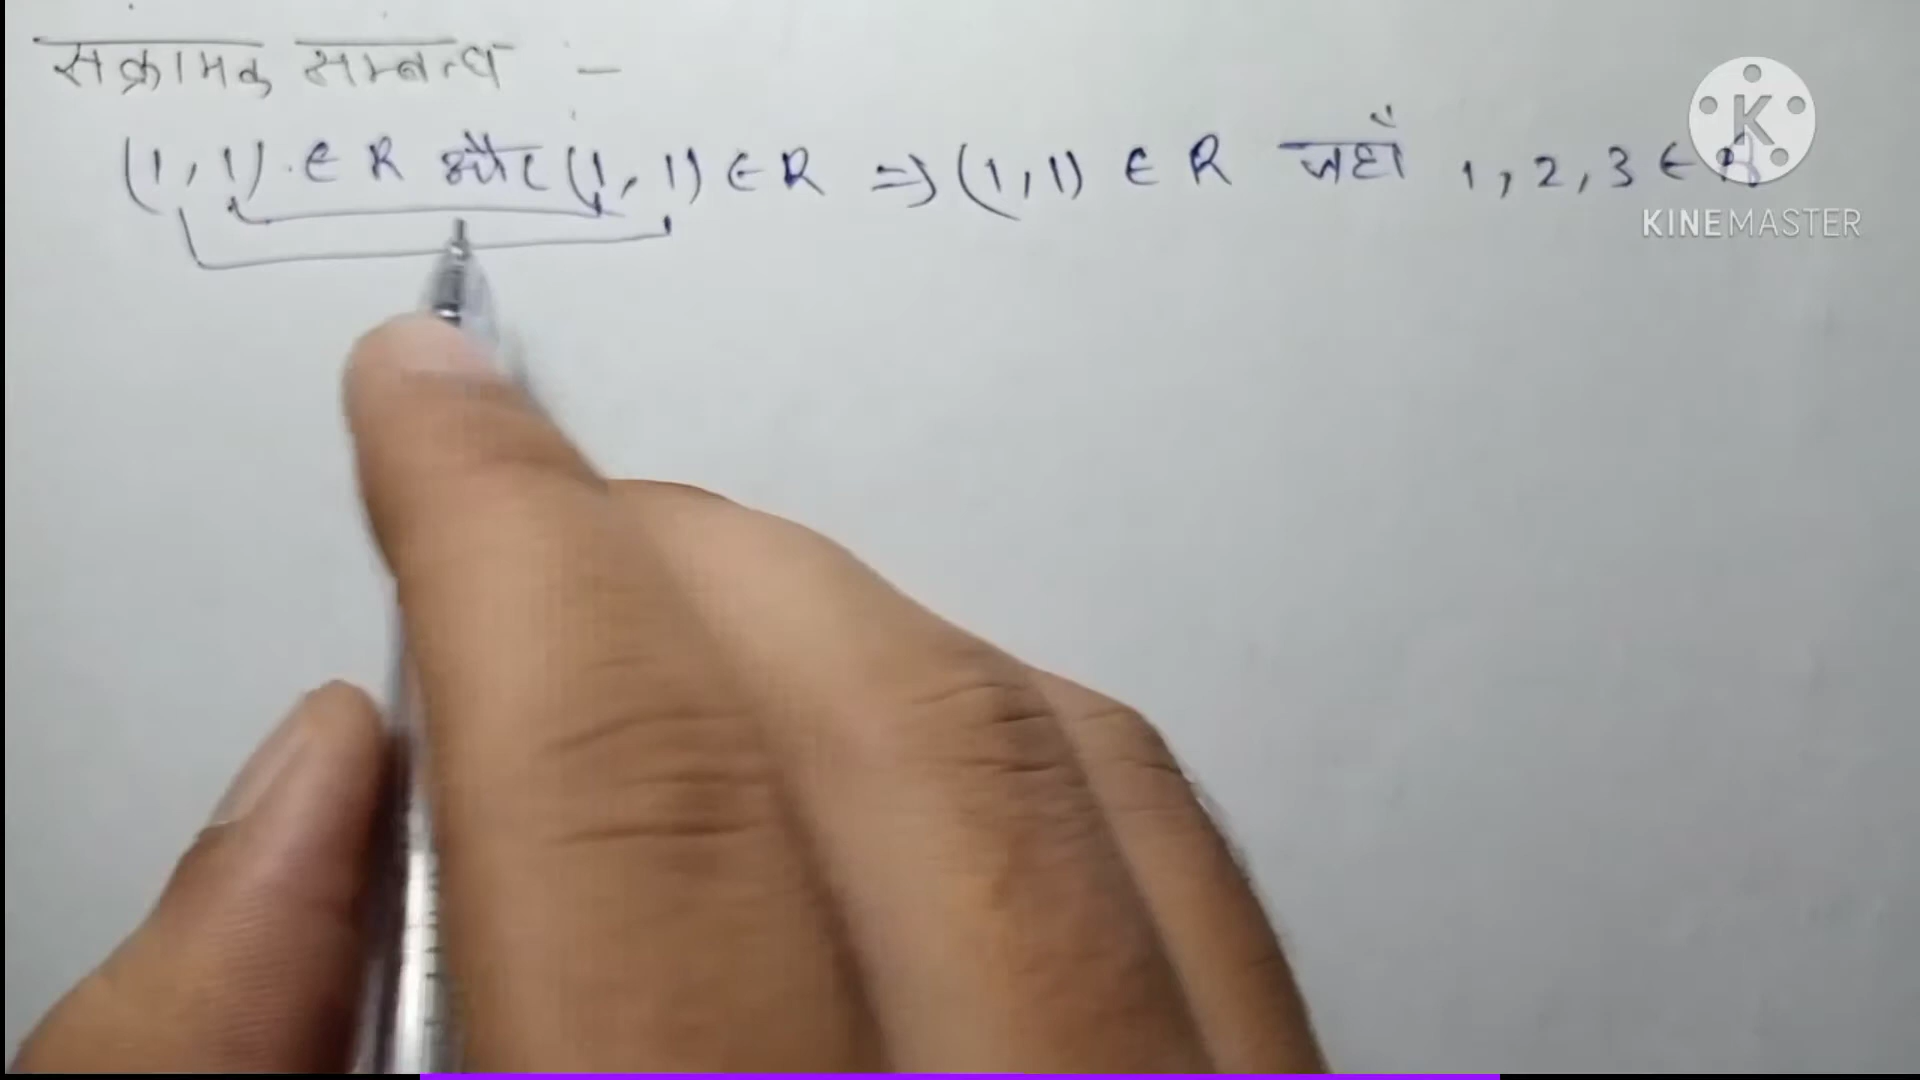 सक्रामक सम्बन्ध -
(1, 1) ∈ R और (1, 1) ∈ R ⇒ (1, 1) ∈ R जहाँ 1, 2, 3 ∈
K
KINEMASTER